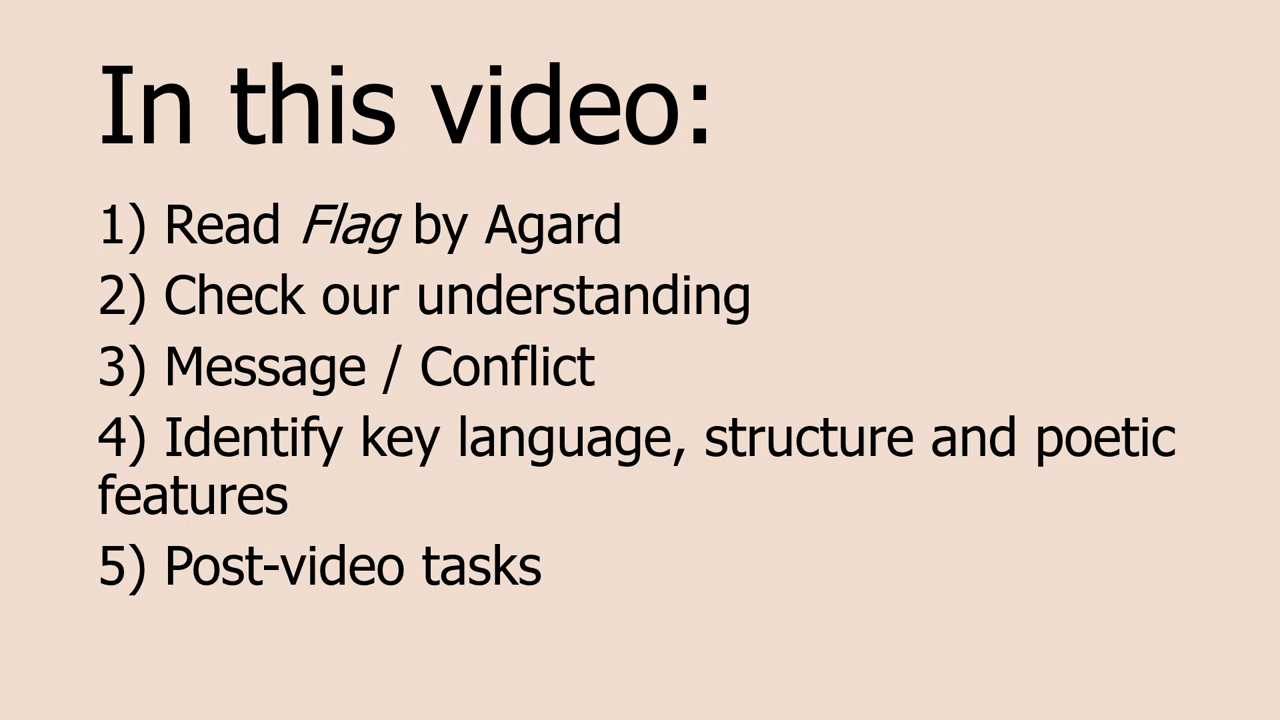 In this video:
1) Read Flag by Agard
2) Check our understanding
3) Message / Conflict
4) Identify key language, structure and poetic
features
5) Post-video tasks